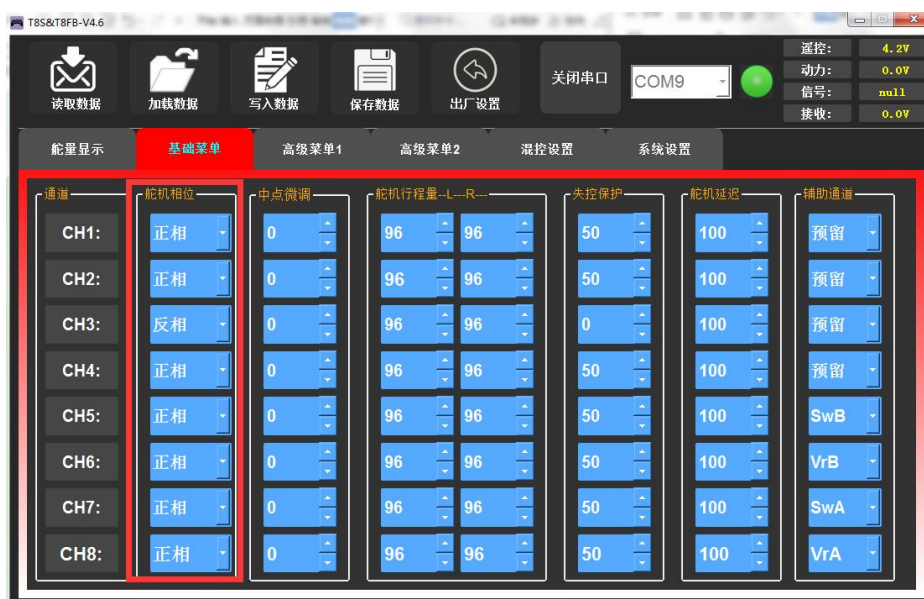 T8S&T8FB-V4.6
读取数据 加载数据 写入数据 保存数据 出厂设置 关闭串口 COM9
遥控: 4.2V
动力: 0.0V
信号: null
接收: 0.0V
舵量显示 基础菜单 高级菜单1 高级菜单2 混控设置 系统设置
通道 舵机相位 中点微调 舵机行程量--L---R--- 失控保护 舵机延迟 辅助通道
CH1: 正相 0 96 96 50 100 预留
CH2: 正相 0 96 96 50 100 预留
CH3: 反相 0 96 96 0 100 预留
CH4: 正相 0 96 96 50 100 预留
CH5: 正相 0 96 96 50 100 SwB
CH6: 正相 0 96 96 50 100 VrB
CH7: 正相 0 96 96 50 100 SwA
CH8: 正相 0 96 96 50 100 VrA